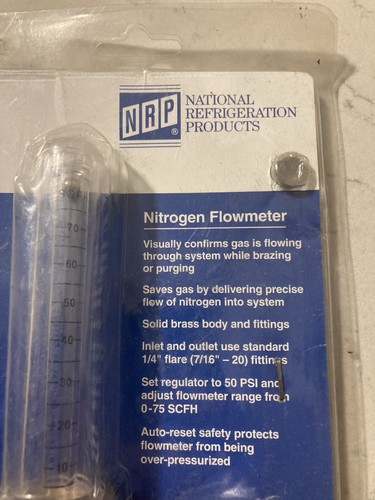 NRP®
NATIONAL
REFRIGERATION
PRODUCTS
Nitrogen Flowmeter
Visually confirms gas is flowing
through system while brazing
or purging
Saves gas by delivering precise
flow of nitrogen into system
Solid brass body and fittings
Inlet and outlet use standard
1/4" flare (7/16" – 20) fittings
Set regulator to 50 PSI and
adjust flowmeter range from
0-75 SCFH
Auto-reset safety protects
flowmeter from being
over-pressurized
70
60
50
40
30
20
10